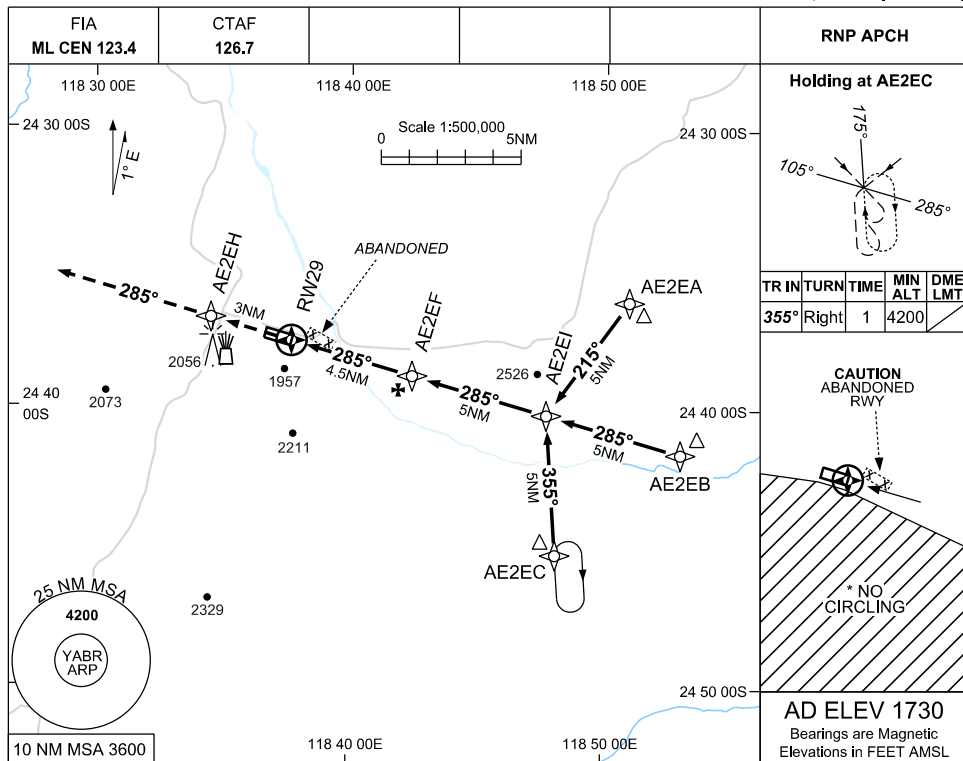 FIA
ML CEN 123.4
CTAF
126.7
RNP APCH
118 30 00E
118 40 00E
118 50 00E
24 30 00S
24 30 00S
Scale 1:500,000
0
5NM
1° E
Holding at AE2EC
175°
105°
285°
TR IN TURN TIME MIN ALT DME LMT
355° Right 1 4200
AE2EH
RW29
ABANDONED
AE2EF
AE2EI
AE2EA
285°
3NM
285°
4.5NM
285°
5NM
215°
5NM
285°
5NM
355°
5NM
AE2EB
AE2EC
2056
1957
2526
2073
2211
2329
24 40
00S
24 40 00S
CAUTION
ABANDONED
RWY
X X
X X
* NO
CIRCLING
25 NM MSA
4200
YABR
ARP
10 NM MSA 3600
118 40 00E
118 50 00E
24 50 00S
AD ELEV 1730
Bearings are Magnetic
Elevations in FEET AMSL